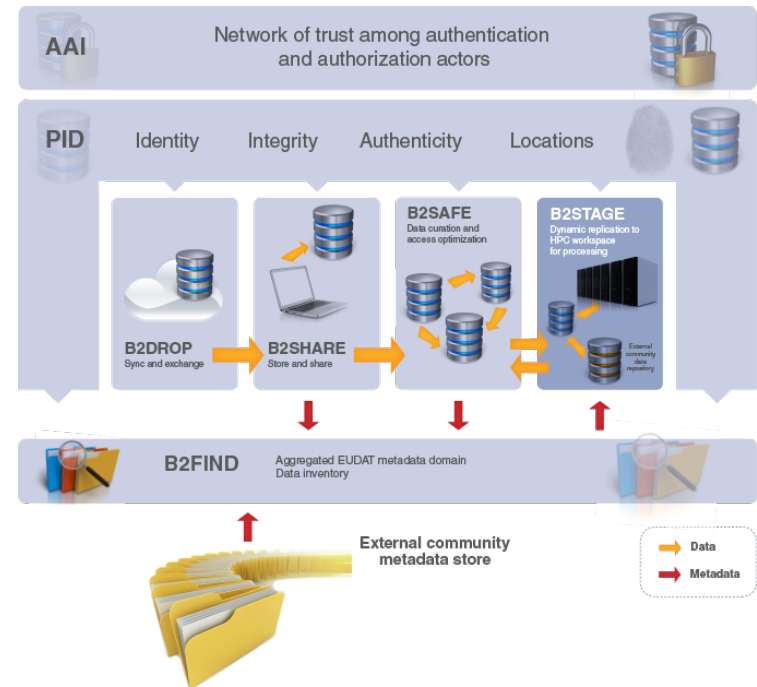 AAI
Network of trust among authentication
and authorization actors
PID
Identity
Integrity
Authenticity
Locations
B2DROP
Sync and exchange
B2SHARE
Store and share
B2SAFE
Data curation and
access optimization
B2STAGE
Dynamic replication to
HPC workspace
for processing
External
community
data
repository
B2FIND
Aggregated EUDAT metadata domain
Data inventory
External community
metadata store
Data
Metadata